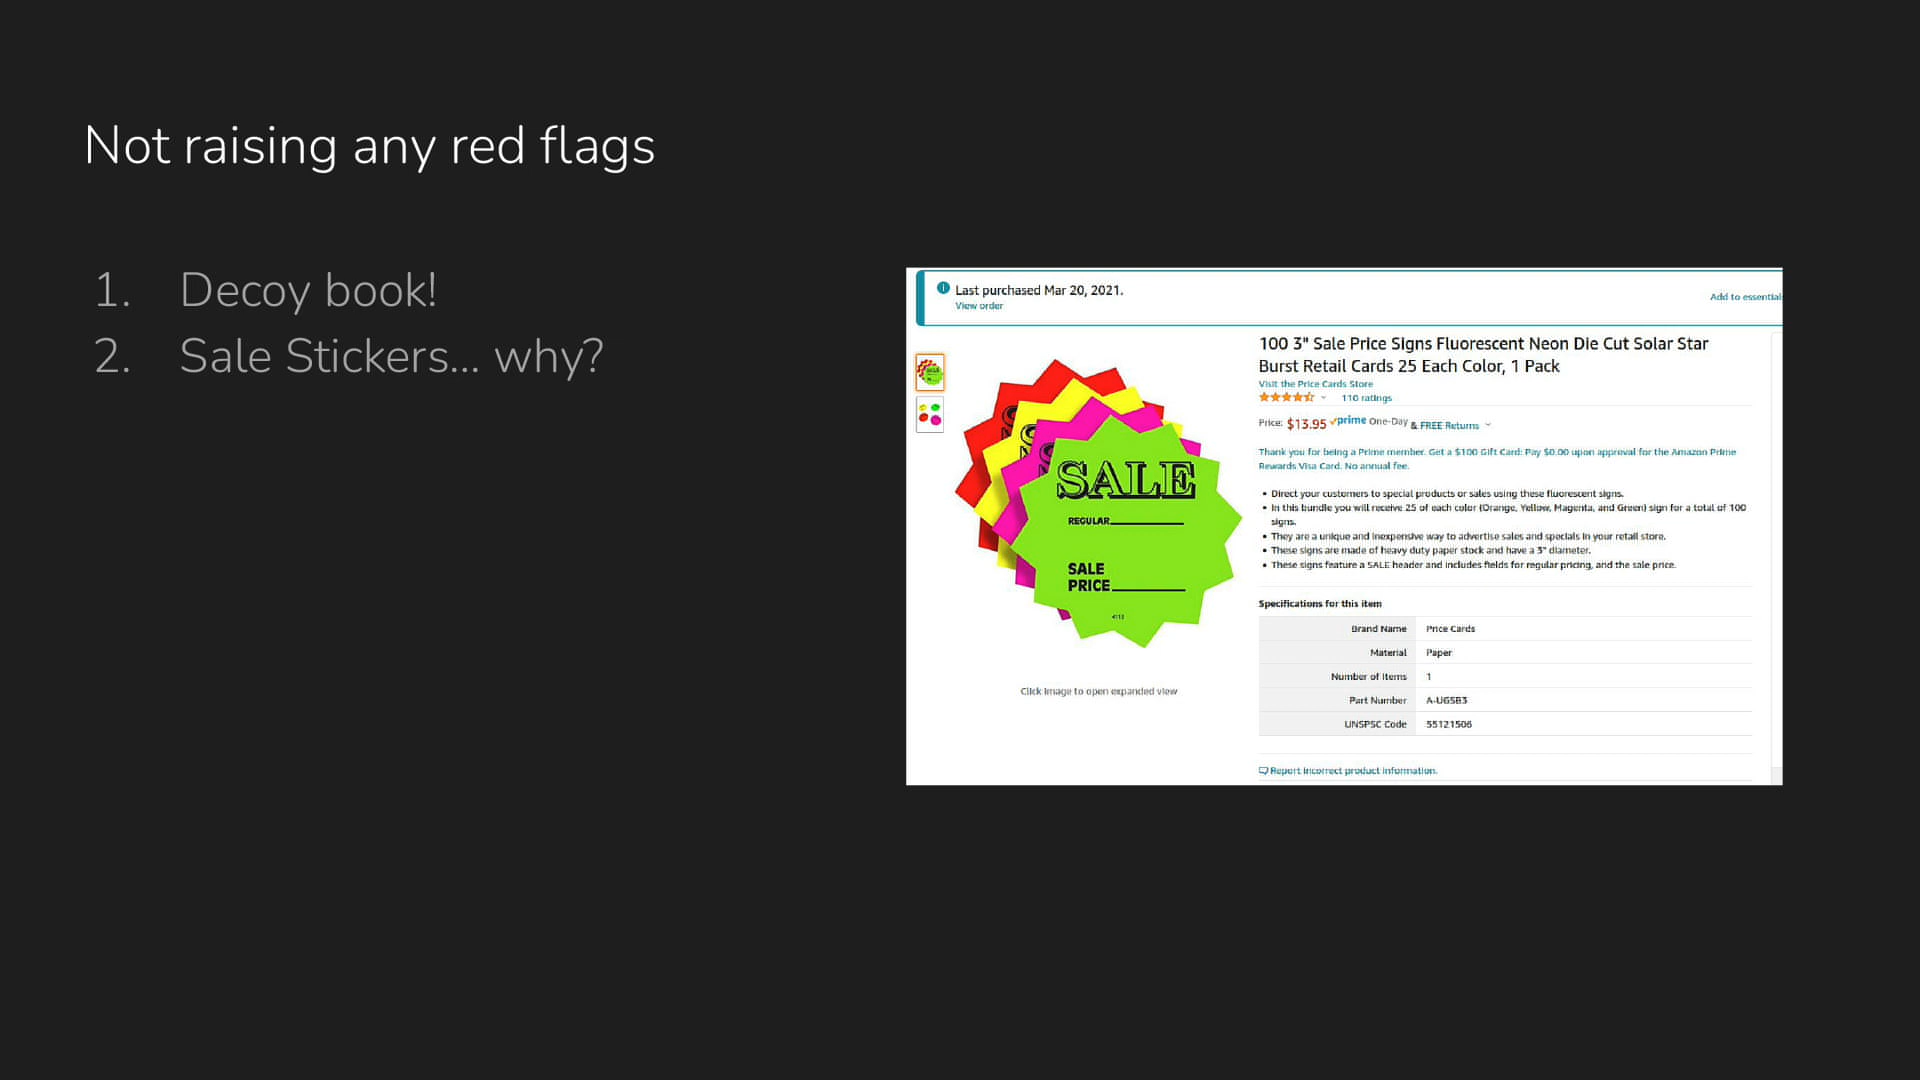 Not raising any red flags
1. Decoy book!
2. Sale Stickers... why?
Last purchased Mar 20, 2021.
View order
Add to essential
100 3" Sale Price Signs Fluorescent Neon Die Cut Solar Star
Burst Retail Cards 25 Each Color, 1 Pack
Visit the Price Cards Store
110 ratings
Price: $13.95 prime One-Day & FREE Returns
Thank you for being a Prime member. Get a $100 Gift Card: Pay $0.00 upon approval for the Amazon Prime
Rewards Visa Card. No annual fee.
• Direct your customers to special products or sales using these fluorescent signs.
• In this bundle you will receive 25 of each color (Orange, Yellow, Magenta, and Green) sign for a total of 100
signs.
• They are a unique and inexpensive way to advertise sales and specials in your retail store.
• These signs are made of heavy duty paper stock and have a 3" diameter.
• These signs feature a SALE header and includes fields for regular pricing, and the sale price.
SALE
REGULAR
SALE
PRICE
Click image to open expanded view
Specifications for this item
Brand Name Price Cards
Material Paper
Number of Items 1
Part Number A-UGSB3
UNSPSC Code 55121506
Report incorrect product information.